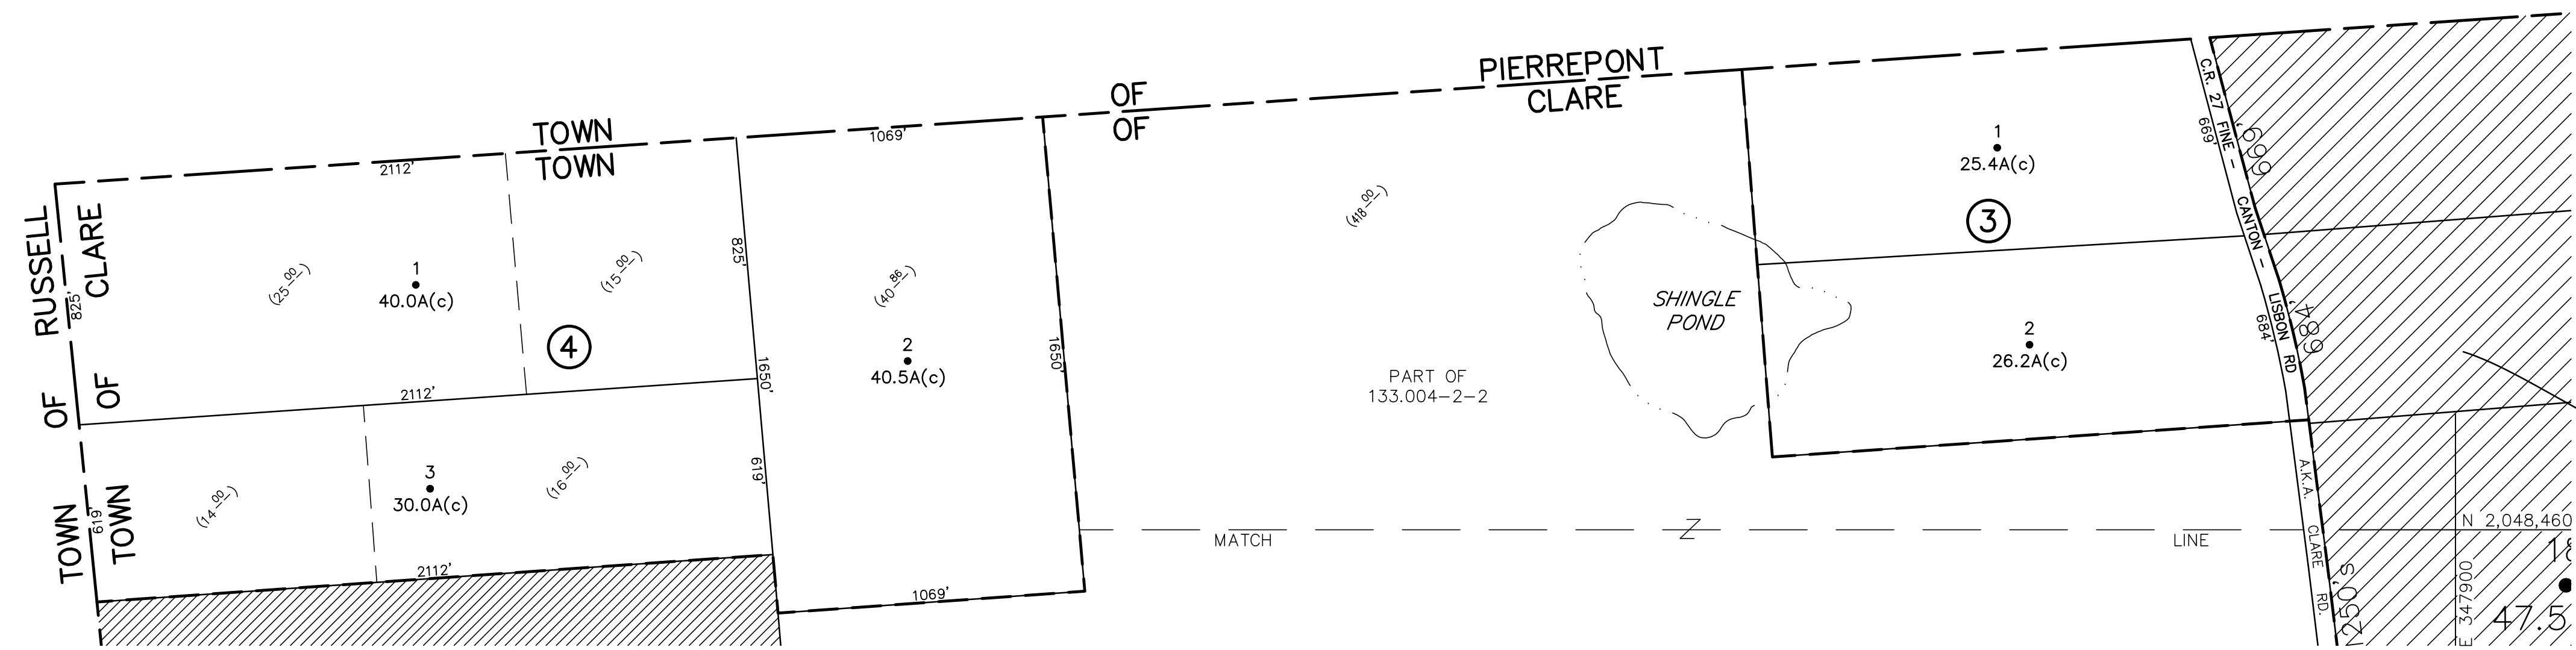 TOWN OF PIERREPONT
TOWN OF CLARE
TOWN OF RUSSELL
TOWN OF CLARE
2112'
1069'
825'
(25 00)
1
40.0A(c)
(15 00)
4
825'
2112'
1650'
(40 86)
2
40.5A(c)
1650'
619'
(14 00)
3
30.0A(c)
(16 00)
619'
2112'
1069'
(418 00)
SHINGLE
POND
PART OF
133.004-2-2
1
25.4A(c)
3
2
26.2A(c)
C.R. 27 FINE - CANTON - LISBON RD
669'
669'
684'
684'
A.K.A. CLARE RD.
MATCH Z LINE
N 2,048,460
E 347900
47.5